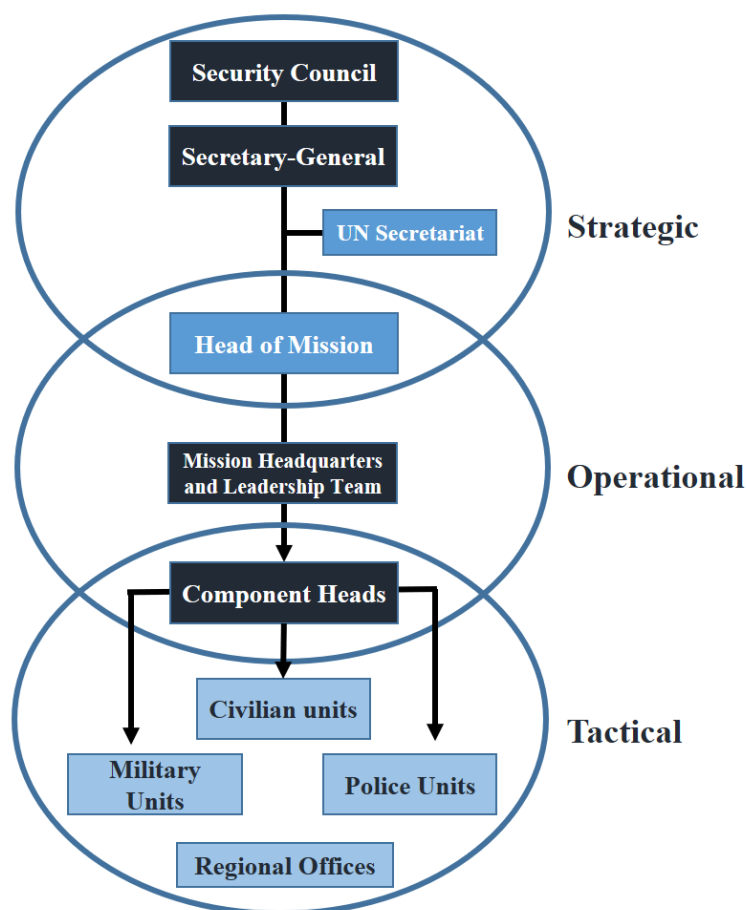 Security Council
Secretary-General
UN Secretariat
Strategic
Head of Mission
Mission Headquarters
and Leadership Team
Operational
Component Heads
Civilian units
Tactical
Military
Units
Police Units
Regional Offices